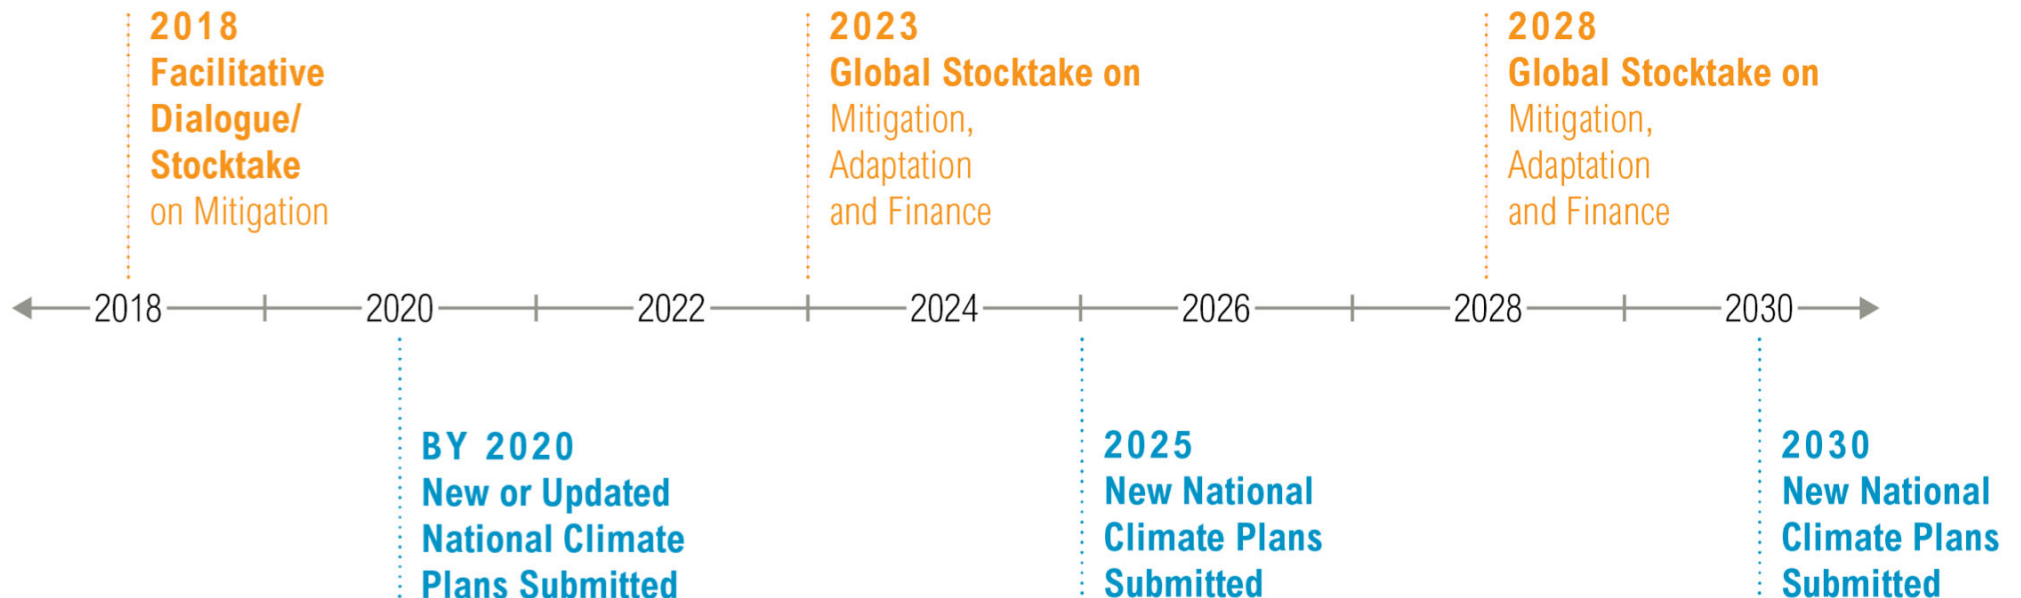 2018
Facilitative
Dialogue/
Stocktake
on Mitigation
2023
Global Stocktake on
Mitigation,
Adaptation
and Finance
2028
Global Stocktake on
Mitigation,
Adaptation
and Finance
2018 2020 2022 2024 2026 2028 2030
BY 2020
New or Updated
National Climate
Plans Submitted
2025
New National
Climate Plans
Submitted
2030
New National
Climate Plans
Submitted